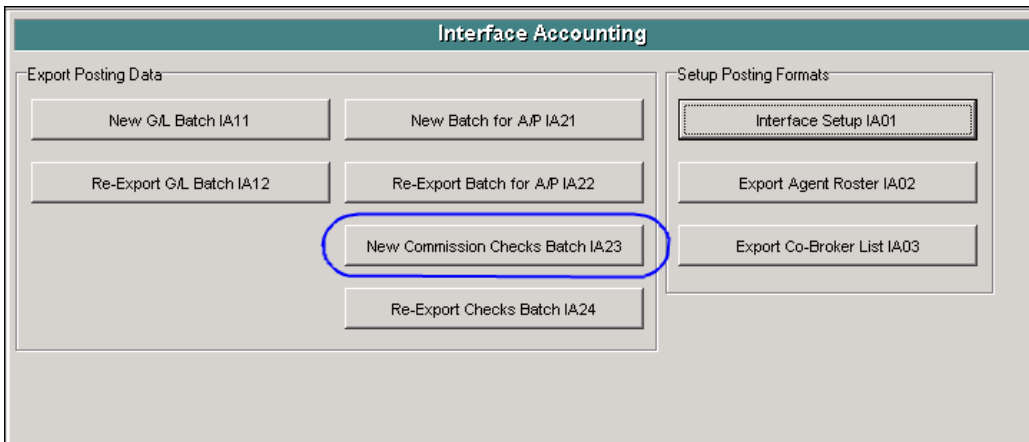 Interface Accounting
Export Posting Data
New G/L Batch IA11
New Batch for A/P IA21
Re-Export G/L Batch IA12
Re-Export Batch for A/P IA22
New Commission Checks Batch IA23
Re-Export Checks Batch IA24
Setup Posting Formats
Interface Setup IA01
Export Agent Roster IA02
Export Co-Broker List IA03